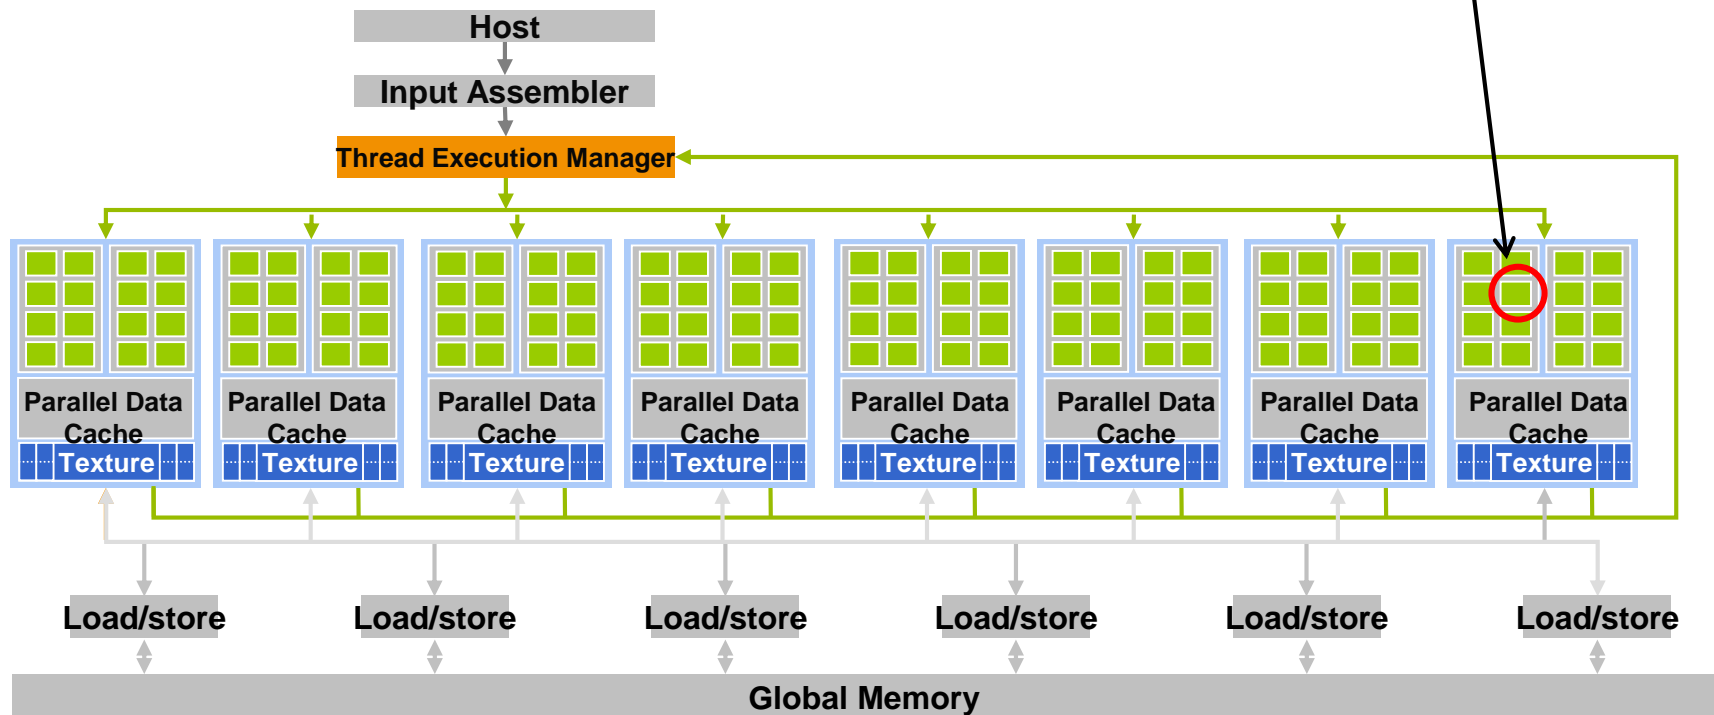 Host
Input Assembler
Thread Execution Manager
Parallel Data
Cache
Parallel Data
Cache
Parallel Data
Cache
Parallel Data
Cache
Parallel Data
Cache
Parallel Data
Cache
Parallel Data
Cache
Parallel Data
Cache
... ... Texture ... ...
... ... Texture ... ...
... ... Texture ... ...
... ... Texture ... ...
... ... Texture ... ...
... ... Texture ... ...
... ... Texture ... ...
... ... Texture ... ...
Load/store
Load/store
Load/store
Load/store
Load/store
Load/store
Global Memory